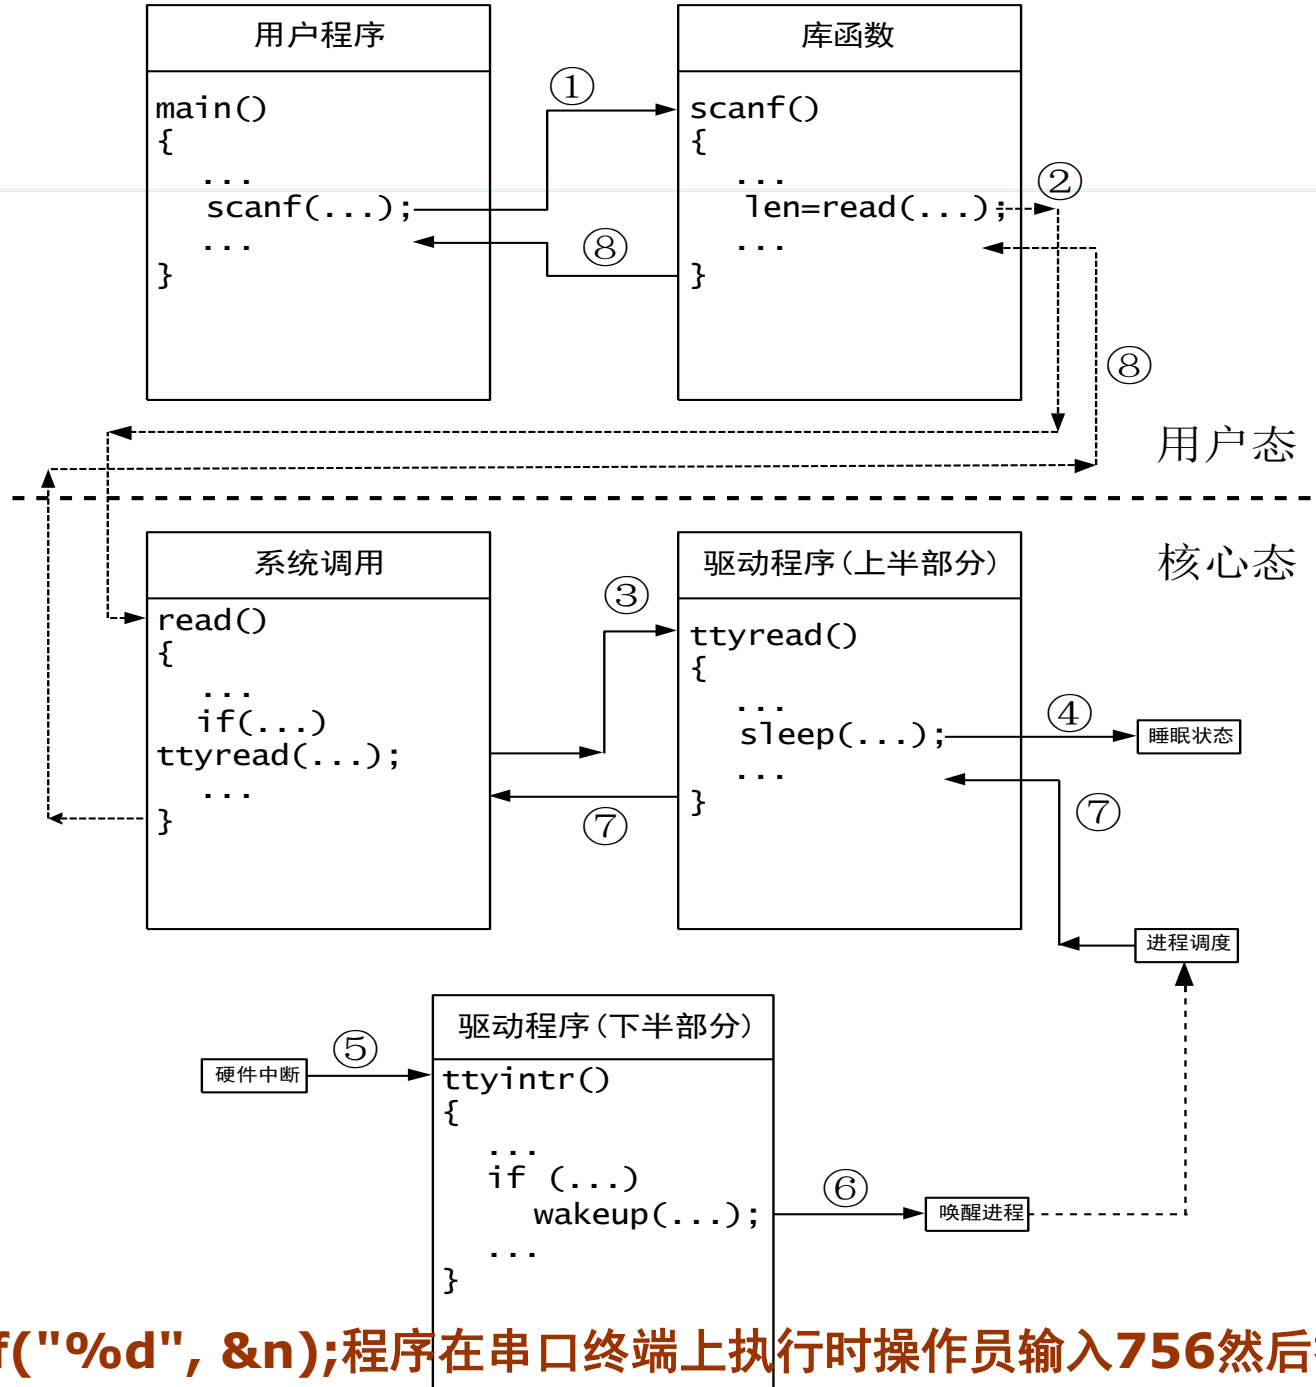 用户程序
main()
{
...
scanf(...);
...
}
①
⑧
库函数
scanf()
{
...
len=read(...);
...
}
②
⑧
用户态
核心态
系统调用
read()
{
...
if(...)
ttyread(...);
...
}
③
⑦
驱动程序(上半部分)
ttyread()
{
...
sleep(...);
...
}
④
睡眠状态
⑦
进程调度
硬件中断
⑤
驱动程序(下半部分)
ttyintr()
{
...
if (...)
wakeup(...);
...
}
⑥
唤醒进程
f("%d", &n);程序在串口终端上执行时操作员输入756然后